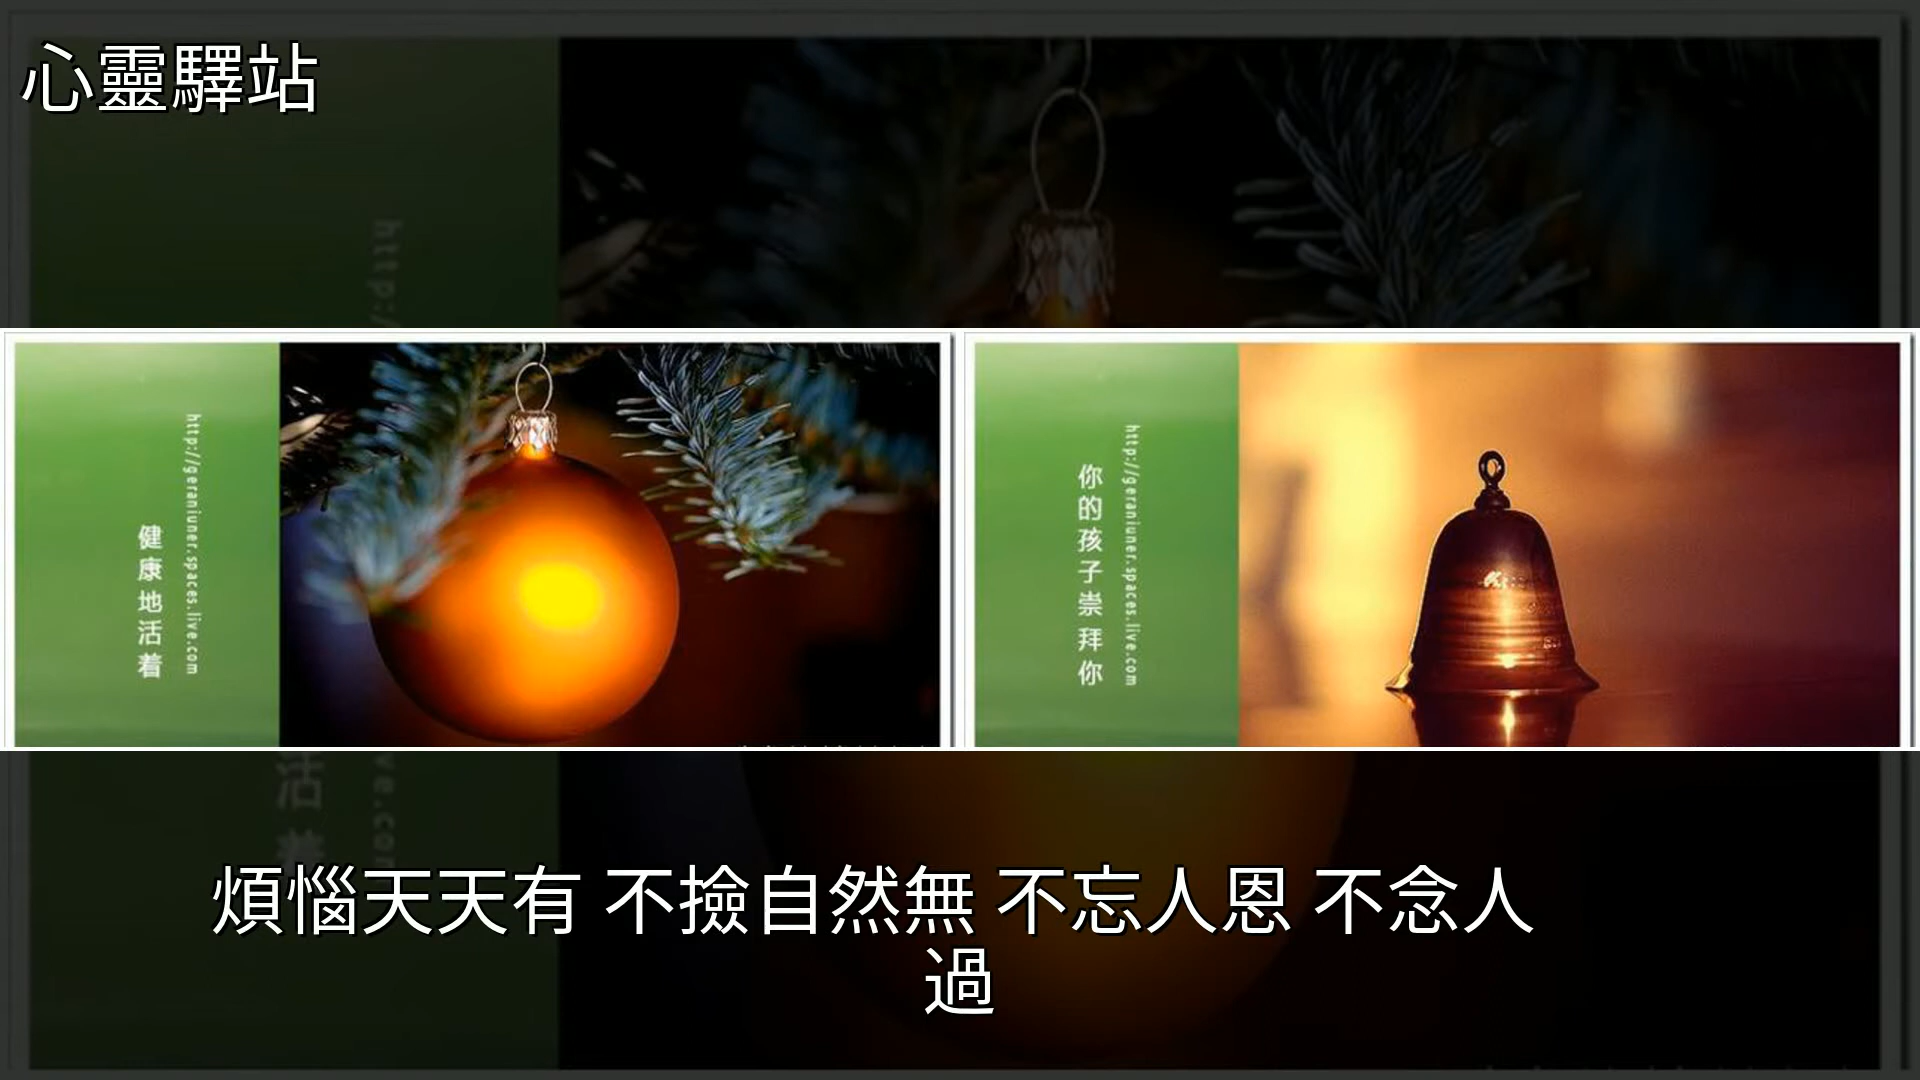 心靈驛站
http://geraniuner.spaces.live.com
健康地活着
http://geraniuner.spaces.live.com
你的孩子崇拜你
煩惱天天有 不撿自然無 不忘人恩 不念人
過